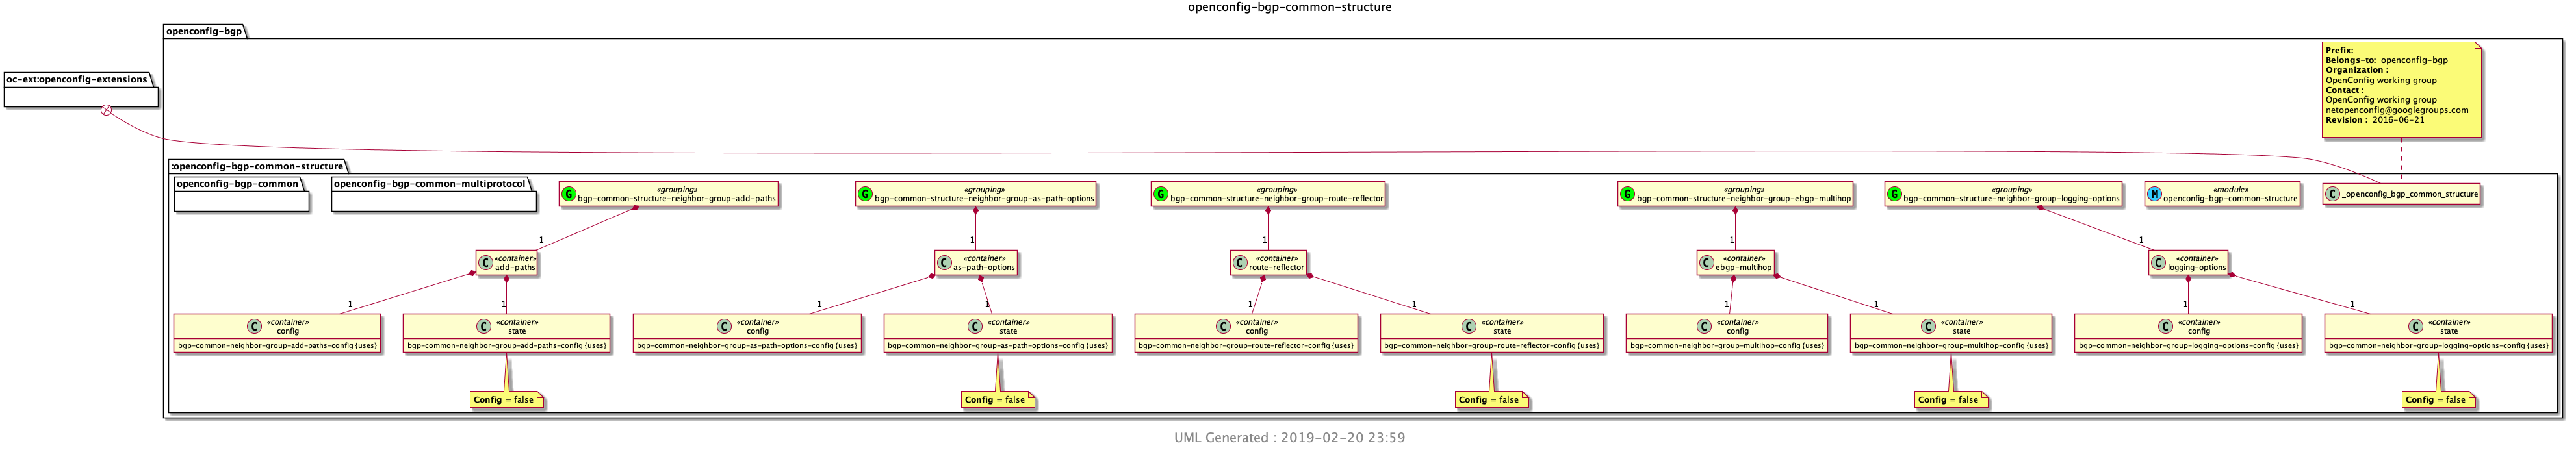 openconfig-bgp-common-structure
openconfig-bgp
oc-ext:openconfig-extensions
Prefix:
Belongs-to: openconfig-bgp
Organization :
OpenConfig working group
Contact :
OpenConfig working group
netopenconfig@googlegroups.com
Revision : 2016-06-21
:openconfig-bgp-common-structure
openconfig-bgp-common
openconfig-bgp-common-multiprotocol
G
«grouping»
bgp-common-structure-neighbor-group-add-paths
G
«grouping»
bgp-common-structure-neighbor-group-as-path-options
G
«grouping»
bgp-common-structure-neighbor-group-route-reflector
G
«grouping»
bgp-common-structure-neighbor-group-ebgp-multihop
G
«grouping»
bgp-common-structure-neighbor-group-logging-options
M
«module»
openconfig-bgp-common-structure
C
_openconfig_bgp_common_structure
1
1
1
1
1
C
«container»
add-paths
C
«container»
as-path-options
C
«container»
route-reflector
C
«container»
ebgp-multihop
C
«container»
logging-options
1
1
1
1
1
1
1
1
1
1
C
«container»
config
bgp-common-neighbor-group-add-paths-config {uses}
C
«container»
state
bgp-common-neighbor-group-add-paths-config {uses}
C
«container»
config
bgp-common-neighbor-group-as-path-options-config {uses}
C
«container»
state
bgp-common-neighbor-group-as-path-options-config {uses}
C
«container»
config
bgp-common-neighbor-group-route-reflector-config {uses}
C
«container»
state
bgp-common-neighbor-group-route-reflector-config {uses}
C
«container»
config
bgp-common-neighbor-group-multihop-config {uses}
C
«container»
state
bgp-common-neighbor-group-multihop-config {uses}
C
«container»
config
bgp-common-neighbor-group-logging-options-config {uses}
C
«container»
state
bgp-common-neighbor-group-logging-options-config {uses}
Config = false
Config = false
Config = false
Config = false
Config = false
UML Generated : 2019-02-20 23:59